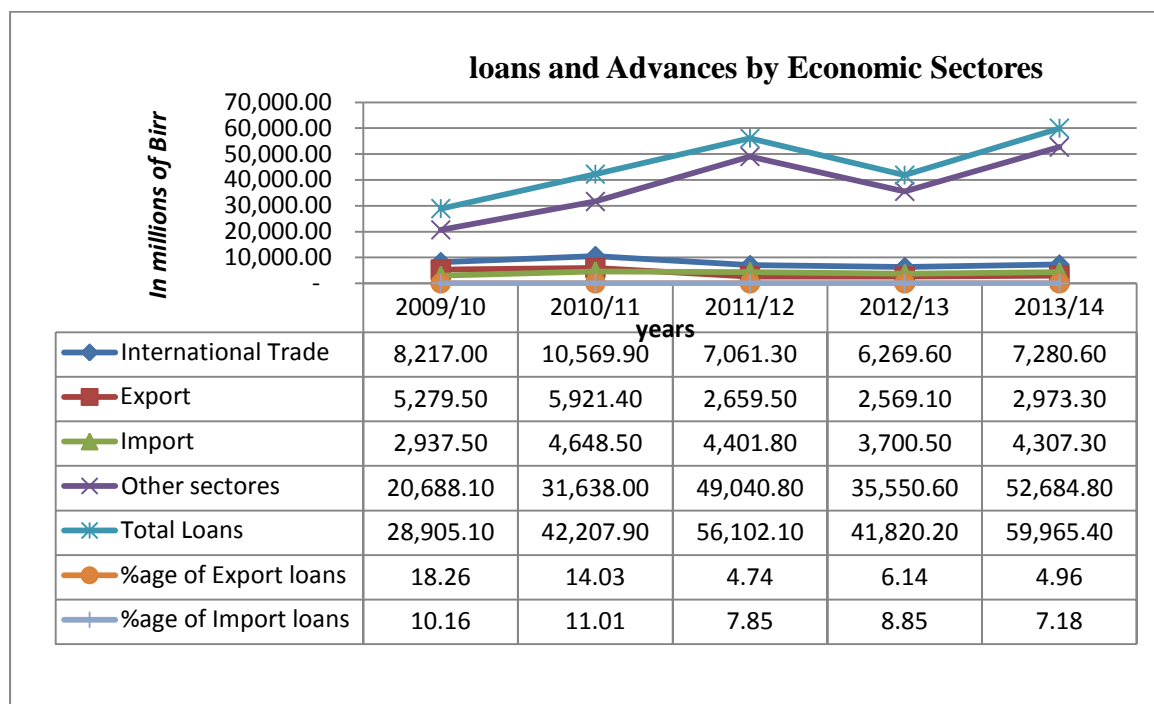 loans and Advances by Economic Sectores
In millions of Birr
70,000.00
60,000.00
50,000.00
40,000.00
30,000.00
20,000.00
10,000.00
-
2009/10 2010/11 2011/12 2012/13 2013/14
years
International Trade 8,217.00 10,569.90 7,061.30 6,269.60 7,280.60
Export 5,279.50 5,921.40 2,659.50 2,569.10 2,973.30
Import 2,937.50 4,648.50 4,401.80 3,700.50 4,307.30
Other sectores 20,688.10 31,638.00 49,040.80 35,550.60 52,684.80
Total Loans 28,905.10 42,207.90 56,102.10 41,820.20 59,965.40
%age of Export loans 18.26 14.03 4.74 6.14 4.96
%age of Import loans 10.16 11.01 7.85 8.85 7.18